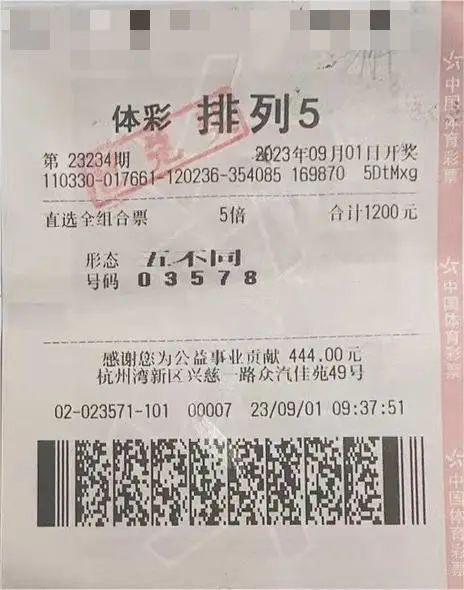 体彩 排列5
第 23234期 2023年09月01日开奖
110330-017661-120236-354085 169870 5DtMxg
直选全组合票 5倍 合计1200元
形态 五不同
号码 0 3 5 7 8
感谢您为公益事业贡献 444.00元
杭州湾新区兴慈一路众汽佳苑49号
02-023571-101 00007 23/09/01 09:37:51
中国体育彩票
中国体育彩票
中国体育彩票